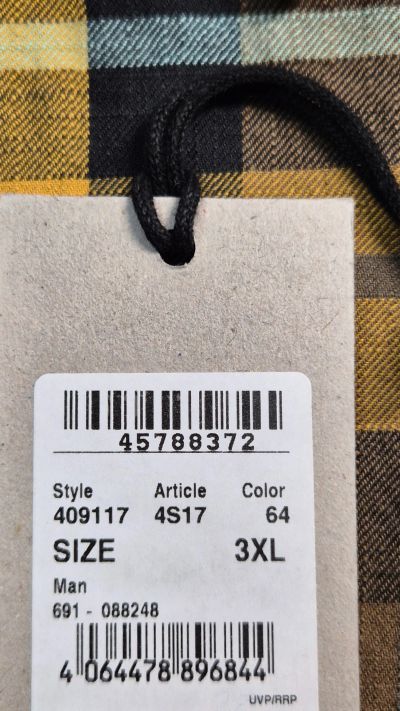 45788372
Style Article Color
409117 4S17 64
SIZE 3XL
Man
691 - 088248
4 064478 896844
UVP/RRP